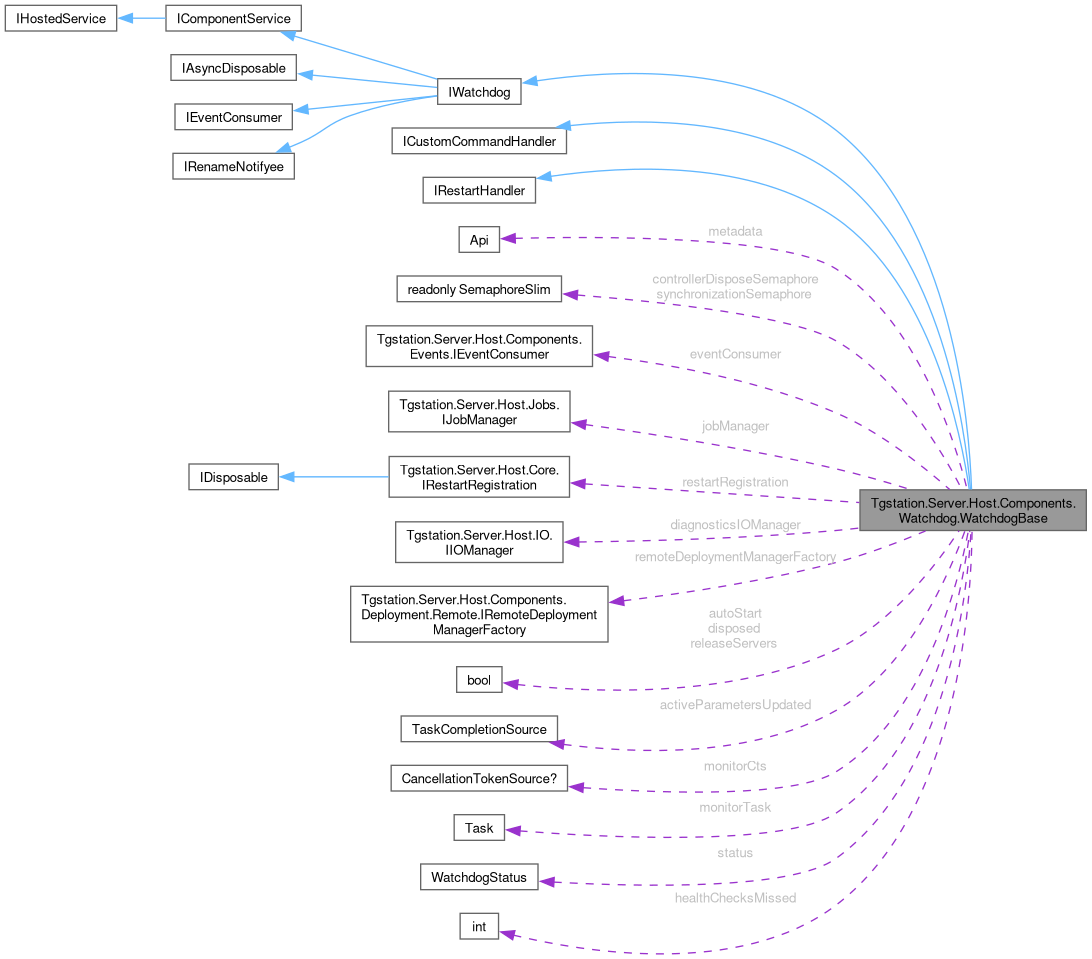 IHostedService
IComponentService
IAsyncDisposable
IWatchdog
IEventConsumer
ICustomCommandHandler
IRenameNotifyee
IRestartHandler
metadata
Api
controllerDisposeSemaphore
synchronizationSemaphore
readonly SemaphoreSlim
Tgstation.Server.Host.Components.
Events.IEventConsumer
eventConsumer
Tgstation.Server.Host.Jobs.
IJobManager
jobManager
IDisposable
Tgstation.Server.Host.Core.
IRestartRegistration
restartRegistration
Tgstation.Server.Host.Components.
Watchdog.WatchdogBase
Tgstation.Server.Host.IO.
IIOManager
diagnosticsIOManager
remoteDeploymentManagerFactory
Tgstation.Server.Host.Components.
Deployment.Remote.IRemoteDeployment
ManagerFactory
autoStart
disposed
releaseServers
bool
activeParametersUpdated
TaskCompletionSource
monitorCts
CancellationTokenSource?
monitorTask
Task
status
WatchdogStatus
healthChecksMissed
int